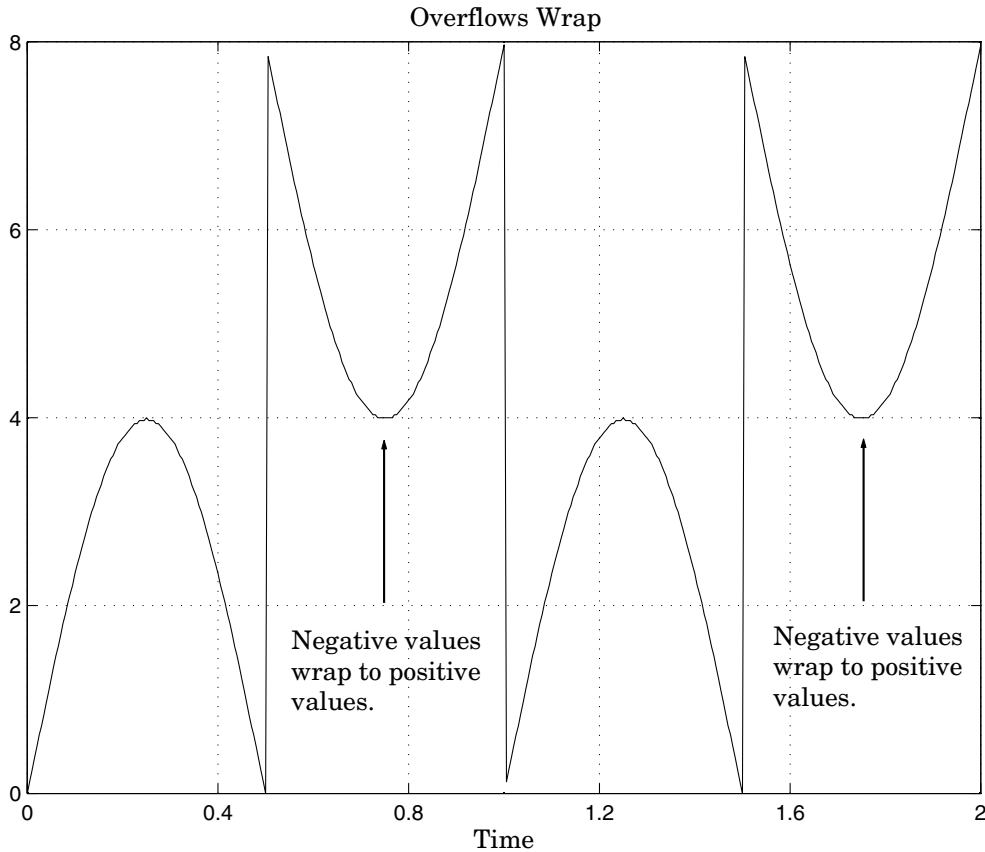 Overflows Wrap
8
6
4
2
0
Negative values
wrap to positive
values.
Negative values
wrap to positive
values.
0
0.4
0.8
1.2
1.6
2
Time